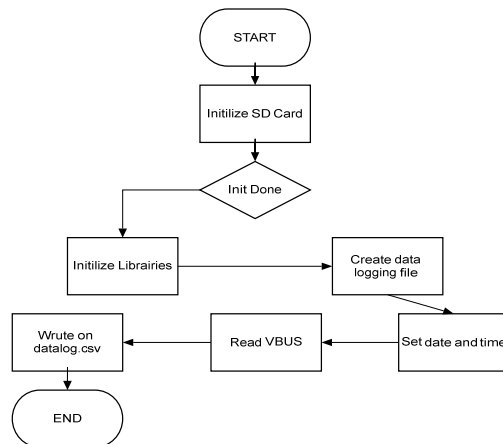 START
Initilize SD Card
Init Done
Initilize Librairies
Create data
logging file
Wrute on
datalog.csv
Read VBUS
Set date and time
END